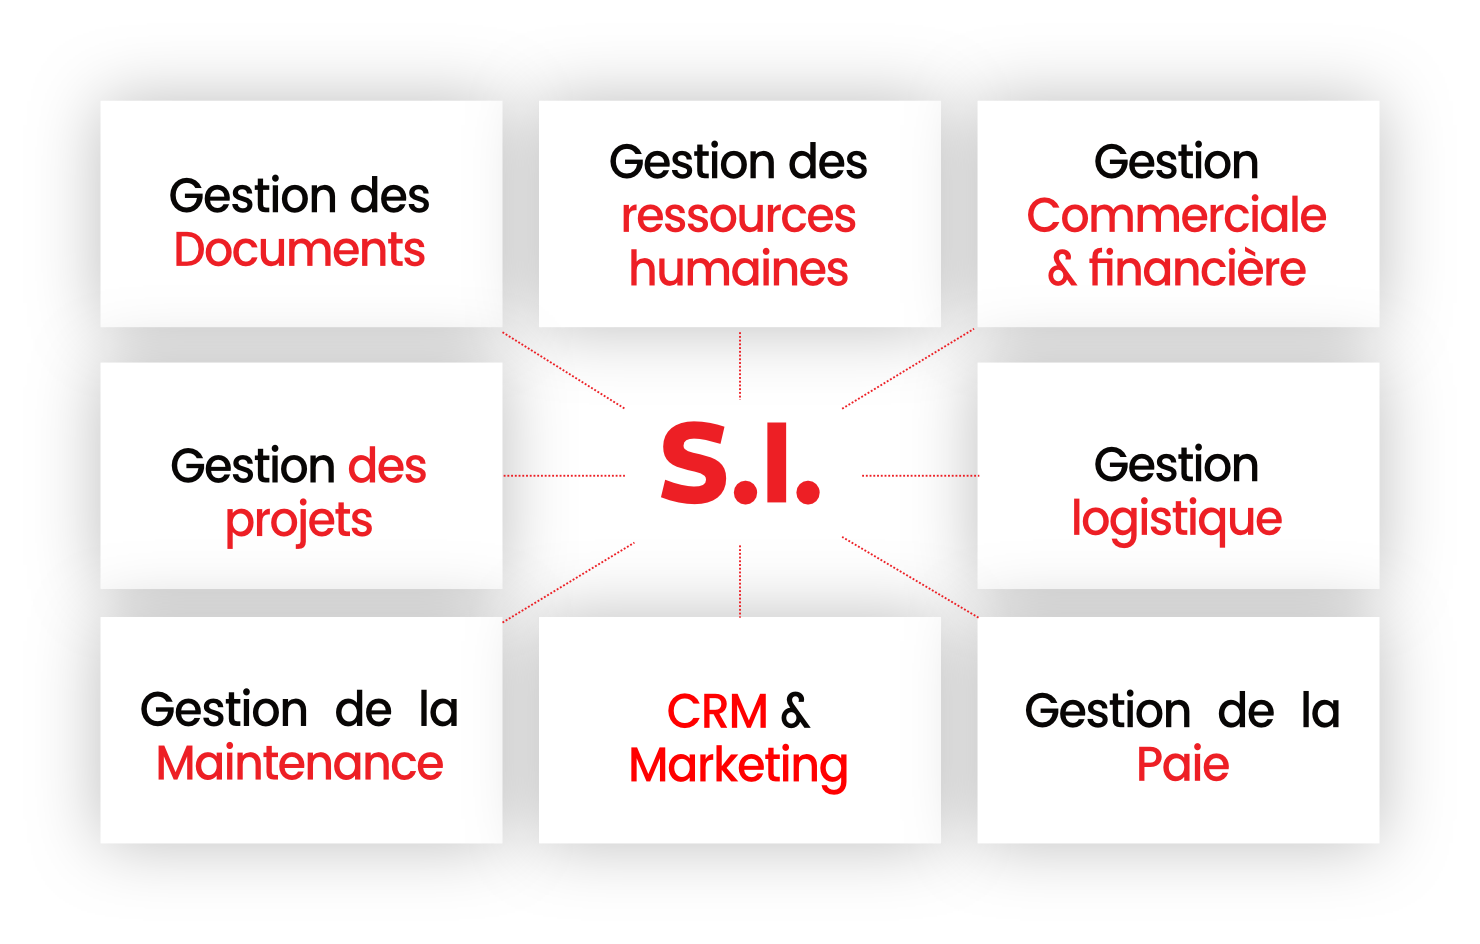 Gestion des
Documents
Gestion des
ressources
humaines
Gestion
Commerciale
& financière
Gestion des
projets
S.I.
Gestion
logistique
Gestion de la
Maintenance
CRM &
Marketing
Gestion de la
Paie